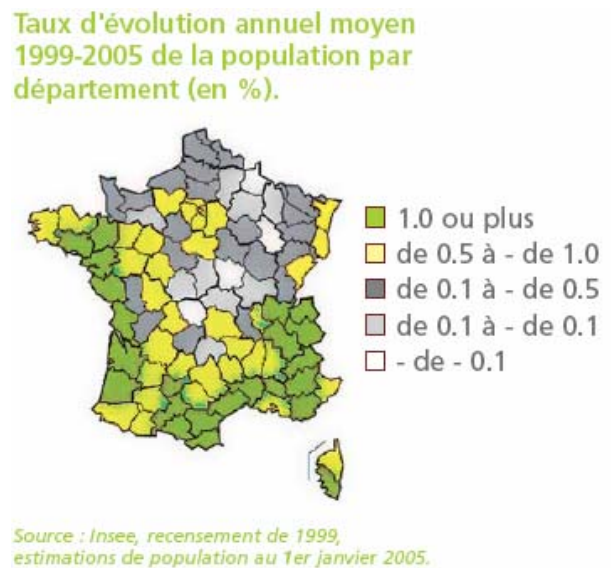 Taux d'évolution annuel moyen
1999-2005 de la population par
département (en %).
1.0 ou plus
de 0.5 à - de 1.0
de 0.1 à - de 0.5
de 0.1 à - de 0.1
- de - 0.1
Source : Insee, recensement de 1999,
estimations de population au 1er janvier 2005.